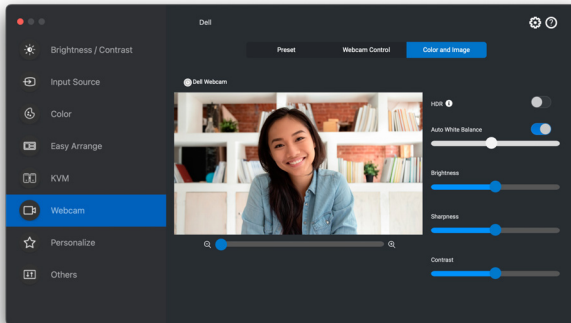 Dell
Brightness / Contrast
Input Source
Color
Easy Arrange
KVM
Webcam
Personalize
Others
Preset
Webcam Control
Color and Image
Dell Webcam
HDR
Auto White Balance
Brightness
Sharpness
Contrast